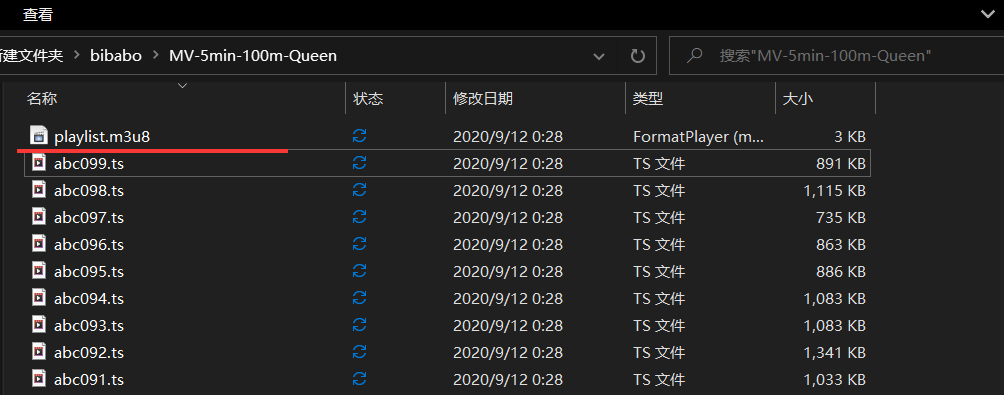 查看
新建文件夹 > bibabo > MV-5min-100m-Queen 搜索"MV-5min-100m-Queen"
名称 状态 修改日期 类型 大小
playlist.m3u8 2020/9/12 0:28 FormatPlayer (m... 3 KB
abc099.ts 2020/9/12 0:28 TS 文件 891 KB
abc098.ts 2020/9/12 0:28 TS 文件 1,115 KB
abc097.ts 2020/9/12 0:28 TS 文件 735 KB
abc096.ts 2020/9/12 0:28 TS 文件 863 KB
abc095.ts 2020/9/12 0:28 TS 文件 886 KB
abc094.ts 2020/9/12 0:28 TS 文件 1,083 KB
abc093.ts 2020/9/12 0:28 TS 文件 1,083 KB
abc092.ts 2020/9/12 0:28 TS 文件 1,341 KB
abc091.ts 2020/9/12 0:28 TS 文件 1,033 KB